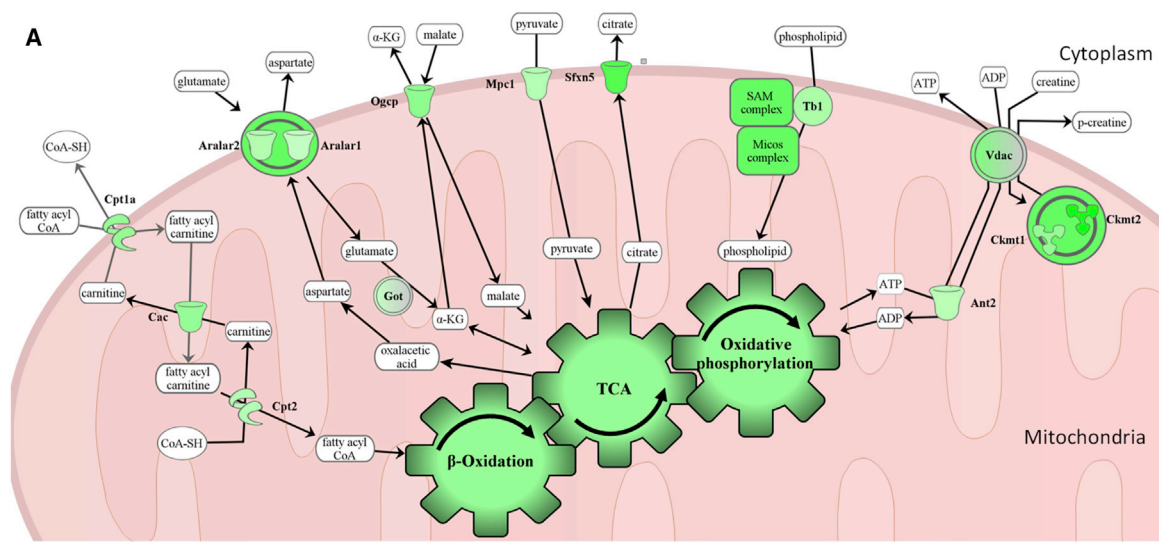 A
Cytoplasm
α-KG
malate
pyruvate
citrate
phospholipid
glutamate
aspartate
Ogcp
Mpc1
Sfxn5
SAM
complex
Tb1
Micos
complex
ATP
ADP
creatine
p-creatine
Vdac
CoA-SH
Aralar2
Aralar1
Cpt1a
fatty acyl
CoA
fatty acyl
carnitine
Ckmt2
Ckmt1
glutamate
pyruvate
citrate
phospholipid
carnitine
Cac
carnitine
aspartate
Got
α-KG
malate
ATP
ADP
Ant2
oxalacetic
acid
fatty acyl
carnitine
Cpt2
CoA-SH
fatty acyl
CoA
β-Oxidation
TCA
Oxidative
phosphorylation
Mitochondria